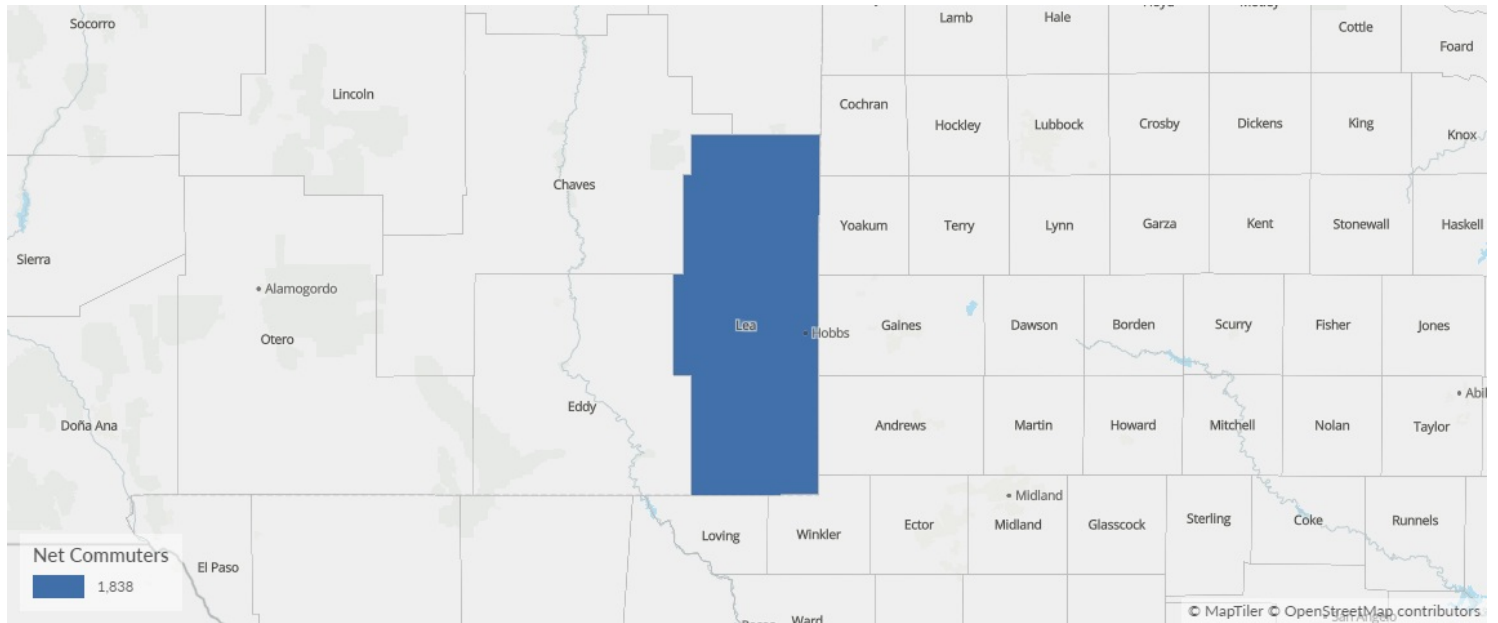 Socorro
Lincoln
Lamb
Hale
Cottle
Foard
Cochran
Hockley
Lubbock
Crosby
Dickens
King
Knox
Chaves
Yoakum
Terry
Lynn
Garza
Kent
Stonewall
Haskell
Sierra
Alamogordo
Otero
Lea
Hobbs
Gaines
Dawson
Borden
Scurry
Fisher
Jones
Eddy
Doña Ana
Andrews
Martin
Howard
Mitchell
Nolan
Taylor
Abil
Midland
Loving
Winkler
Ector
Midland
Glasscock
Sterling
Coke
Runnels
El Paso
Ward
Net Commuters
1,838
© MapTiler © OpenStreetMap contributors
San Angelo